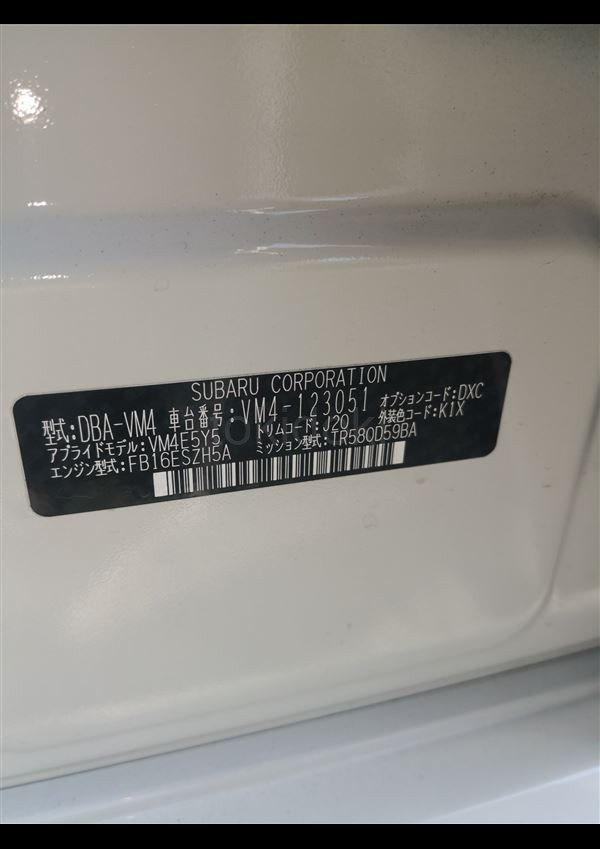 SUBARU CORPORATION
型式:DBA-VM4 車台番号:VM4-123051 オプションコード:DXC
アプライドモデル:VM4E5Y5 トリムコード:J20 外装色コード:K1X
エンジン型式:FB16ESZH5A ミッション型式:TR580D59BA